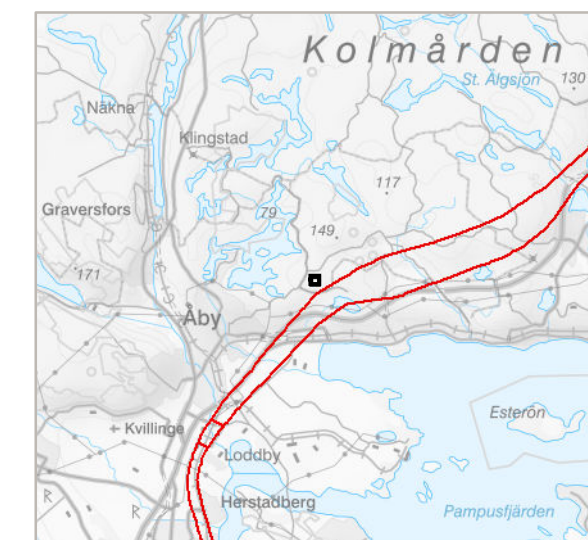 Kolmården
St. Älgsjön
130
Näkna
Klingstad
117
Graversfors
79
149
171
Åby
Esterön
+ Kvillinge
Loddby
Herstadberg
Pampusfjärden
R
R